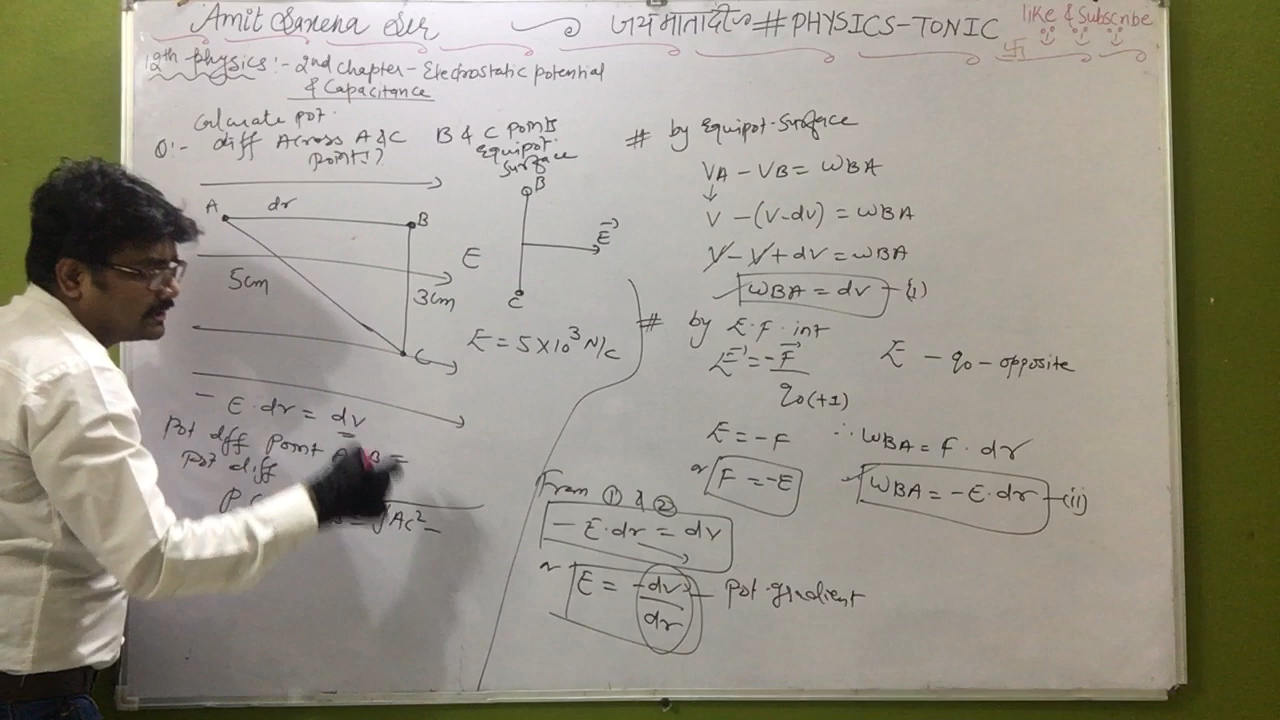 Amit Saxena Sir
जय माता दी # PHYSICS-TONIC
like & Subscribe
12th physics :- 2nd chapter - Electrostatic potential
& Capacitance
Calculate pot.
Q:- diff Across A & C
points?
B & C points
equipot.
surface
A dr B
5cm
3cm
C
E
B
E
C
E = 5×10³ N/C
- E.dr = dv
Pot diff point A B =
Pot diff
= √AC² -
# by equipot. surface
VA - VB = WBA
↓
V - (V-dv) = WBA
V - V + dv = WBA
WBA = dv - (i)
# by E.F. int
E = -F
q₀(+1)
E - q₀ - opposite
E = -F
∴ WBA = F.dr
or F = -E
WBA = -E.dr - (ii)
From ① & ②
- E.dr = dv
or E = -dv - Pot. gradient
dr